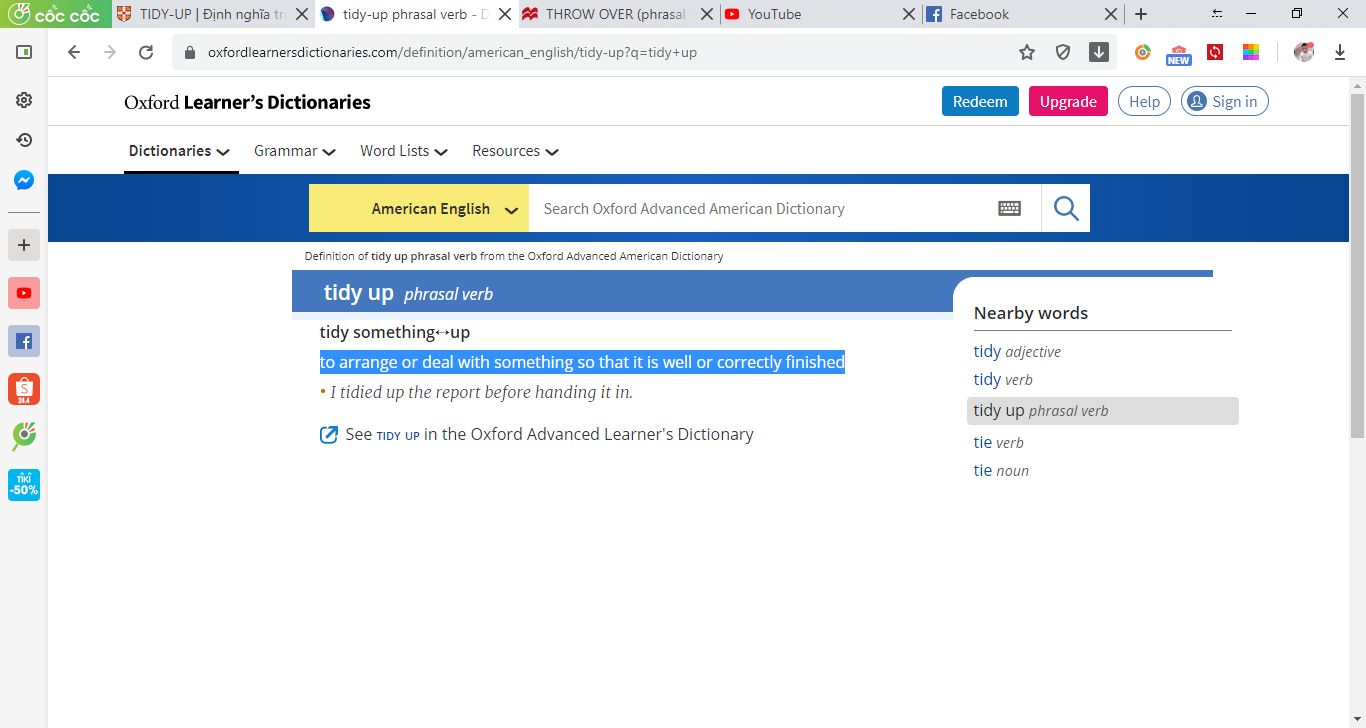 cốc cốc
TIDY-UP | Định nghĩa tr
tidy-up phrasal verb - D
THROW OVER (phrasal
YouTube
Facebook
oxfordlearnersdictionaries.com/definition/american_english/tidy-up?q=tidy+up
NEW
Oxford Learner's Dictionaries
Redeem
Upgrade
Help
Sign in
Dictionaries
Grammar
Word Lists
Resources
American English
Search Oxford Advanced American Dictionary
Definition of tidy up phrasal verb from the Oxford Advanced American Dictionary
tidy up phrasal verb
tidy something↔up
to arrange or deal with something so that it is well or correctly finished
• I tidied up the report before handing it in.
See TIDY UP in the Oxford Advanced Learner's Dictionary
Nearby words
tidy adjective
tidy verb
tidy up phrasal verb
tie verb
tie noun
24.4
TIKI
-50%